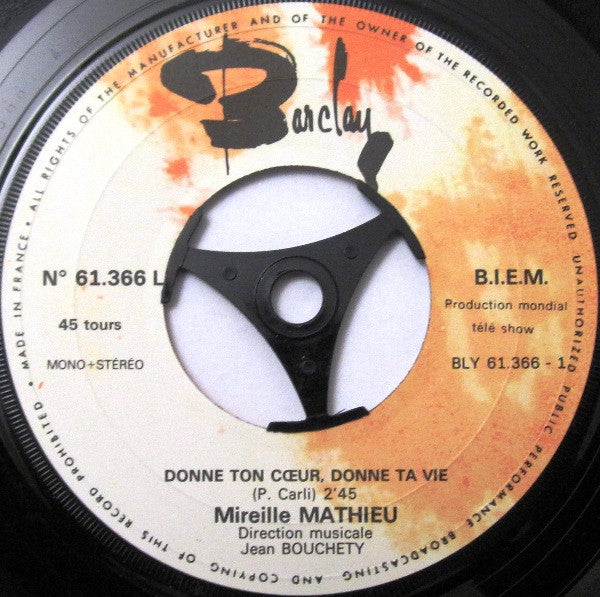 MADE IN FRANCE • ALL RIGHTS OF THE MANUFACTURER AND OF THE OWNER OF THE RECORDED WORK RESERVED • UNAUTHORIZED PUBLIC PERFORMANCE BROADCASTING AND COPYING OF THIS RECORD PROHIBITED •
Barclay
N° 61.366 L
45 tours
MONO+STÉRÉO
B.I.E.M.
Production mondial
télé show
BLY 61.366 - 1
DONNE TON CŒUR, DONNE TA VIE
(P. Carli) 2'45
Mireille MATHIEU
Direction musicale
Jean BOUCHETY